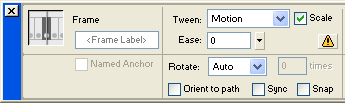 Frame
Tween: Motion Scale
<Frame Label> Ease: 0
Named Anchor Rotate: Auto 0 times
Orient to path Sync Snap